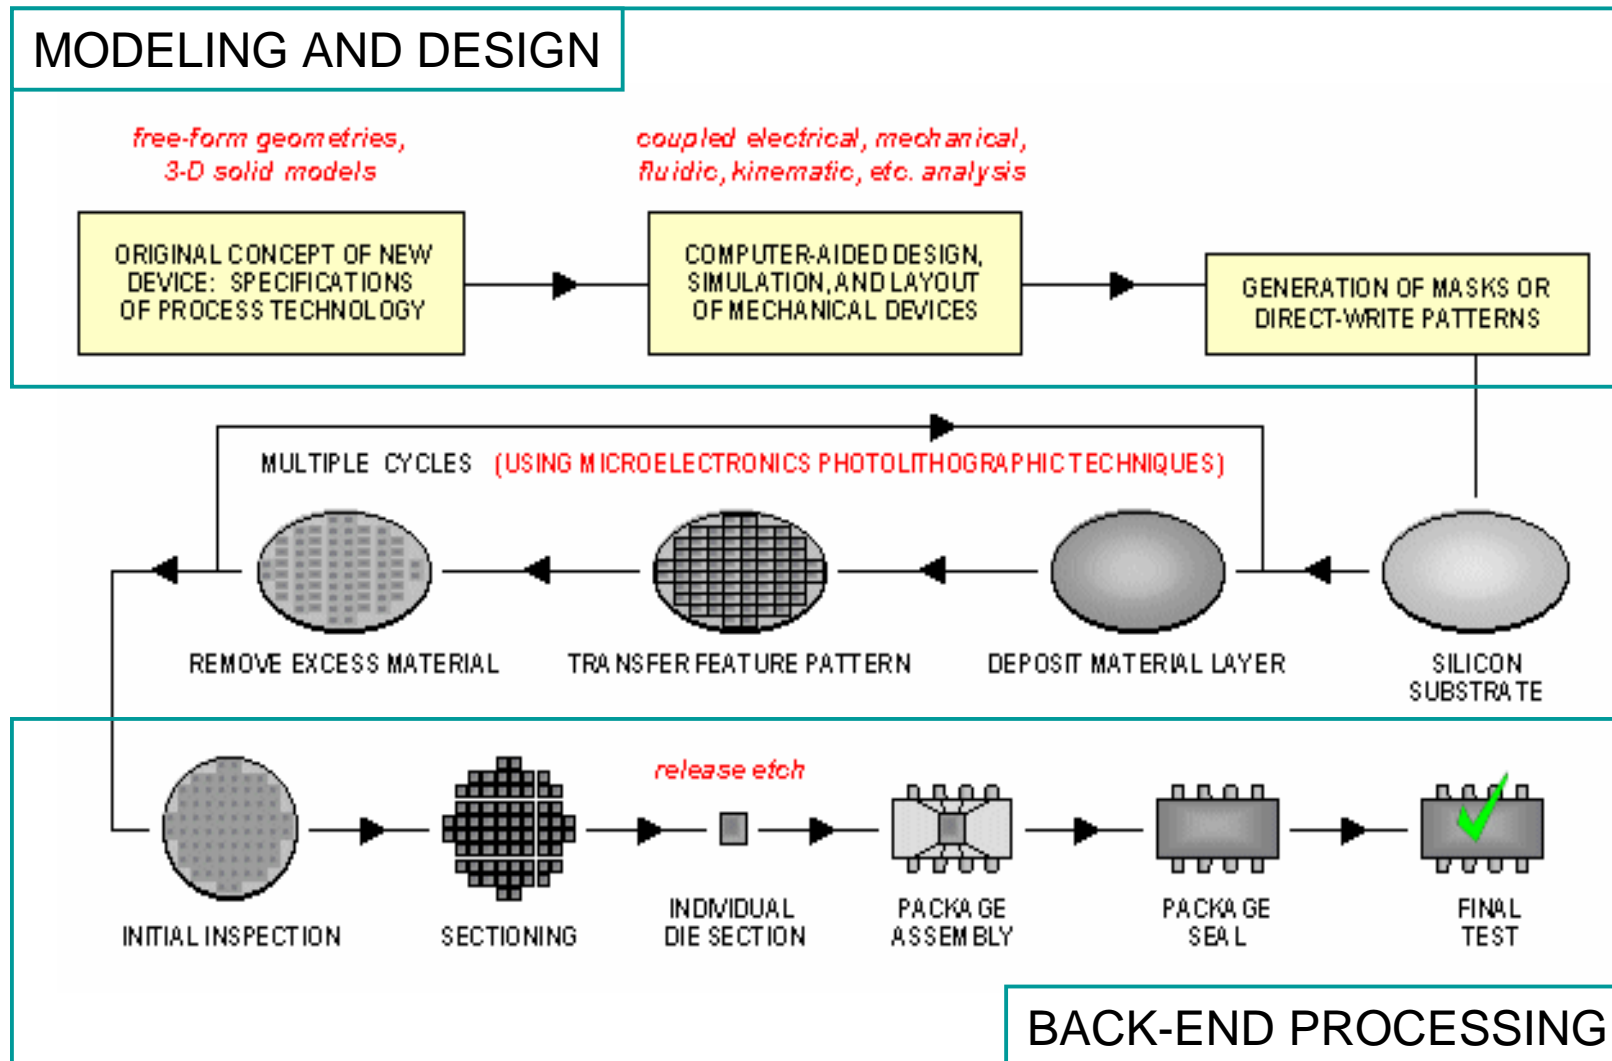 MODELING AND DESIGN
free-form geometries,
3-D solid models
coupled electrical, mechanical,
fluidic, kinematic, etc. analysis
ORIGINAL CONCEPT OF NEW
DEVICE: SPECIFICATIONS
OF PROCESS TECHNOLOGY
COMPUTER-AIDED DESIGN,
SIMULATION, AND LAYOUT
OF MECHANICAL DEVICES
GENERATION OF MASKS OR
DIRECT-WRITE PATTERNS
MULTIPLE CYCLES (USING MICROELECTRONICS PHOTOLITHOGRAPHIC TECHNIQUES)
REMOVE EXCESS MATERIAL
TRANSFER FEATURE PATTERN
DEPOSIT MATERIAL LAYER
SILICON
SUBSTRATE
release etch
INITIAL INSPECTION
SECTIONING
INDIVIDUAL
DIE SECTION
PACKAGE
ASSEMBLY
PACKAGE
SEAL
FINAL
TEST
BACK-END PROCESSING